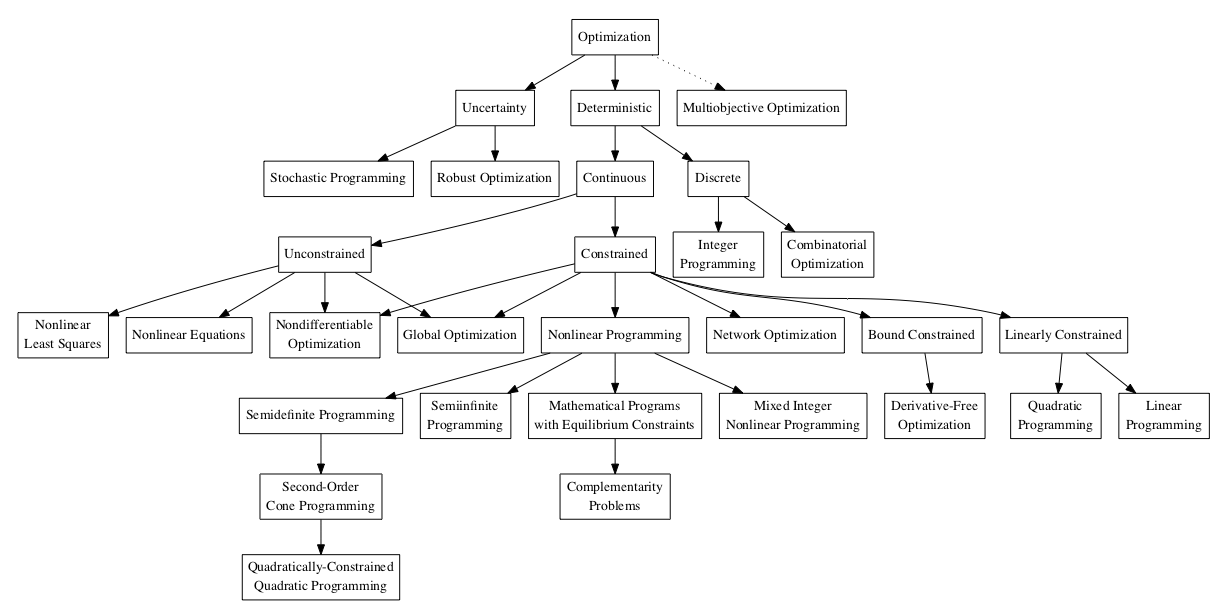 Optimization
Uncertainty
Deterministic
Multiobjective Optimization
Stochastic Programming
Robust Optimization
Continuous
Discrete
Unconstrained
Constrained
Integer
Programming
Combinatorial
Optimization
Nonlinear
Least Squares
Nonlinear Equations
Nondifferentiable
Optimization
Global Optimization
Nonlinear Programming
Network Optimization
Bound Constrained
Linearly Constrained
Semidefinite Programming
Semiinfinite
Programming
Mathematical Programs
with Equilibrium Constraints
Mixed Integer
Nonlinear Programming
Derivative-Free
Optimization
Quadratic
Programming
Linear
Programming
Second-Order
Cone Programming
Complementarity
Problems
Quadratically-Constrained
Quadratic Programming